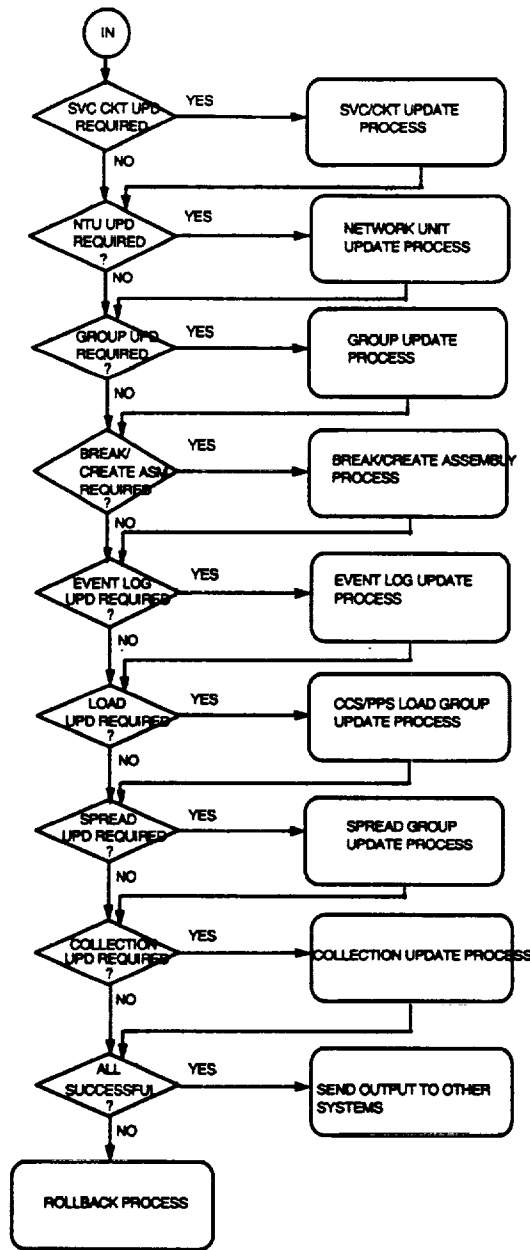 IN
SVC CKT UPD
REQUIRED
YES
SVC/CKT UPDATE
PROCESS
NO
NTU UPD
REQUIRED
?
YES
NETWORK UNIT
UPDATE PROCESS
NO
GROUP UPD
REQUIRED
?
YES
GROUP UPDATE
PROCESS
NO
BREAK/
CREATE ASM
REQUIRED
?
YES
BREAK/CREATE ASSEMBLY
PROCESS
NO
EVENT LOG
UPD REQUIRED
?
YES
EVENT LOG UPDATE
PROCESS
NO
LOAD
UPD REQUIRED
?
YES
CCS/PPS LOAD GROUP
UPDATE PROCESS
NO
SPREAD
UPD REQUIRED
?
YES
SPREAD GROUP
UPDATE PROCESS
NO
COLLECTION
UPD REQUIRED
?
YES
COLLECTION UPDATE PROCESS
NO
ALL
SUCCESSFUL
?
YES
SEND OUTPUT TO OTHER
SYSTEMS
NO
ROLLBACK PROCESS